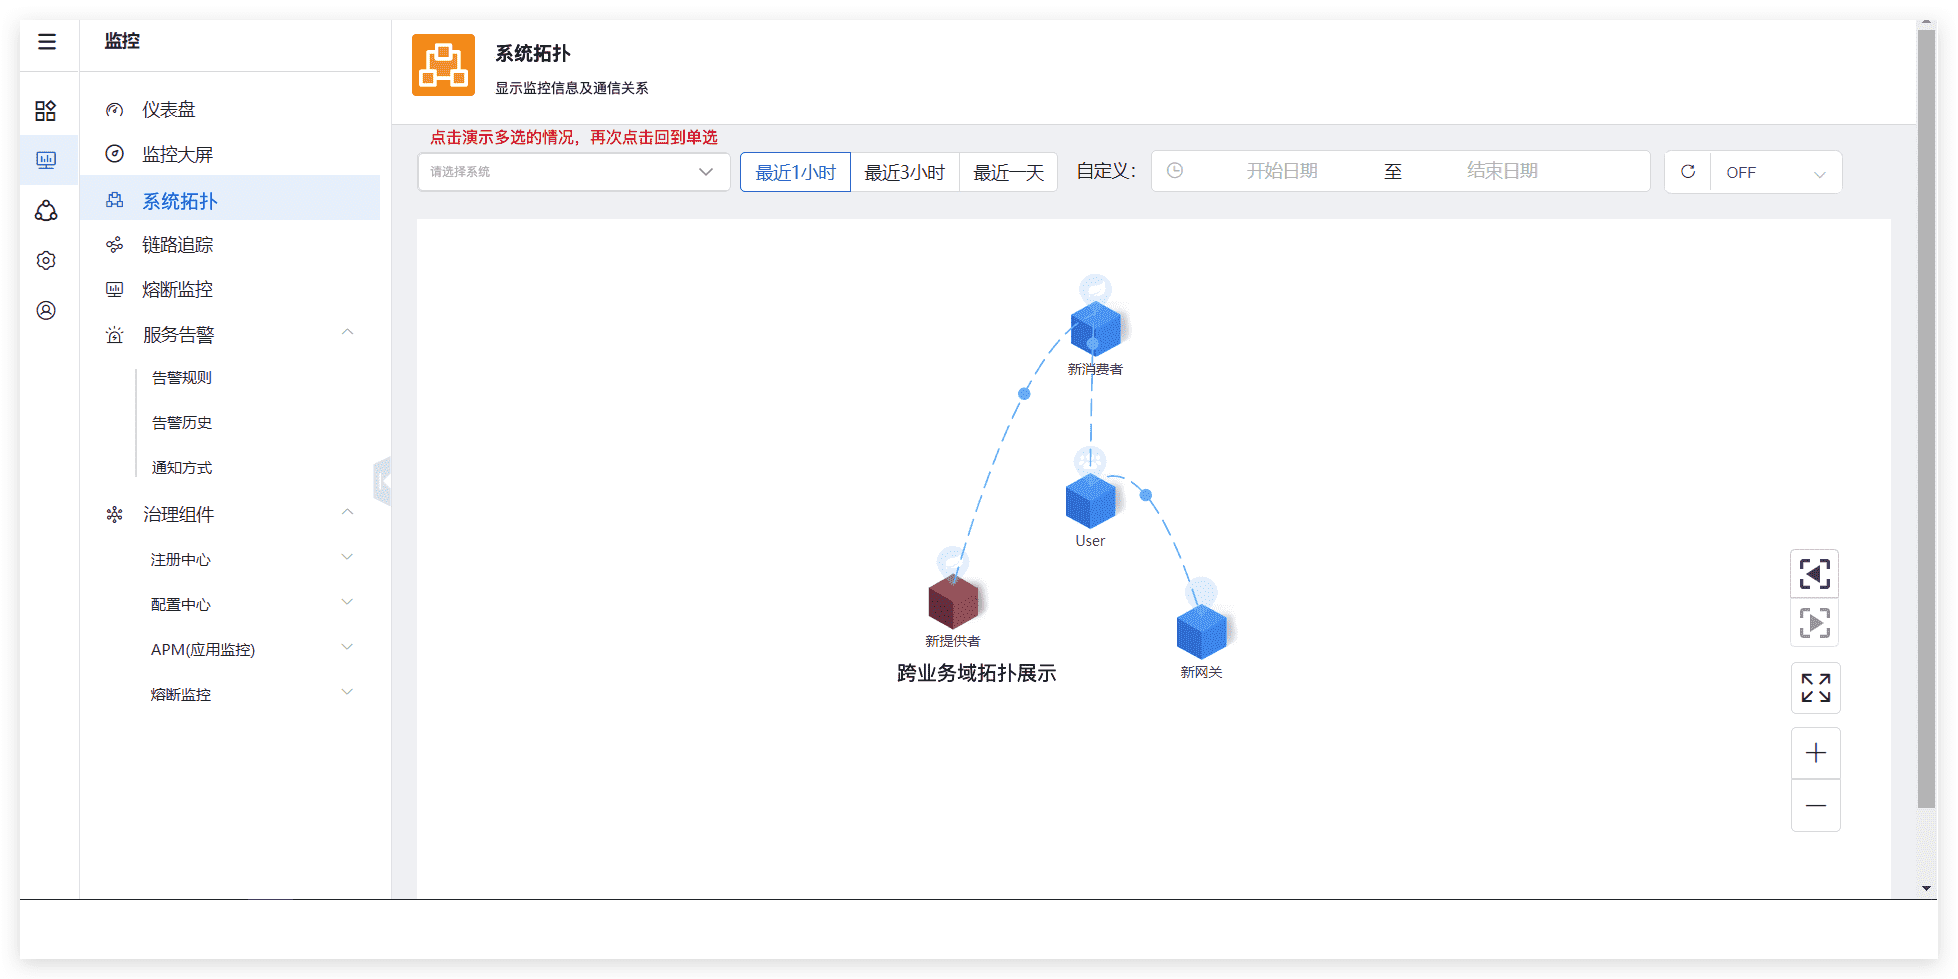 监控
仪表盘
监控大屏
系统拓扑
链路追踪
熔断监控
服务告警
告警规则
告警历史
通知方式
治理组件
注册中心
配置中心
APM(应用监控)
熔断监控
系统拓扑
显示监控信息及通信关系
点击演示多选的情况，再次点击回到单选
请选择系统
最近1小时 最近3小时 最近一天 自定义： 开始日期 至 结束日期 OFF
新消费者
User
新提供者
跨业务域拓扑展示
新网关